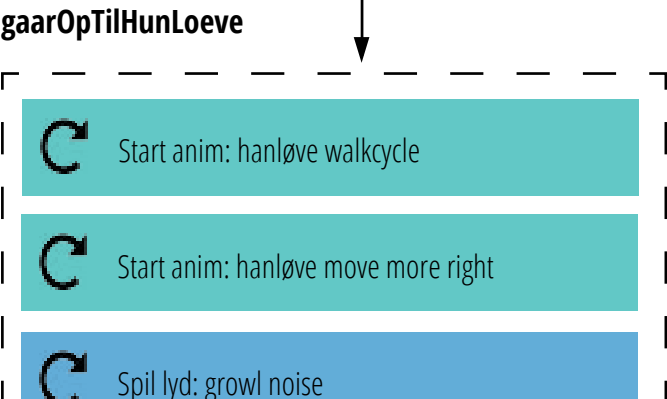 gaarOpTilHunLoeve
Start anim: hanløve walkcycle
Start anim: hanløve move more right
Spil lyd: growl noise